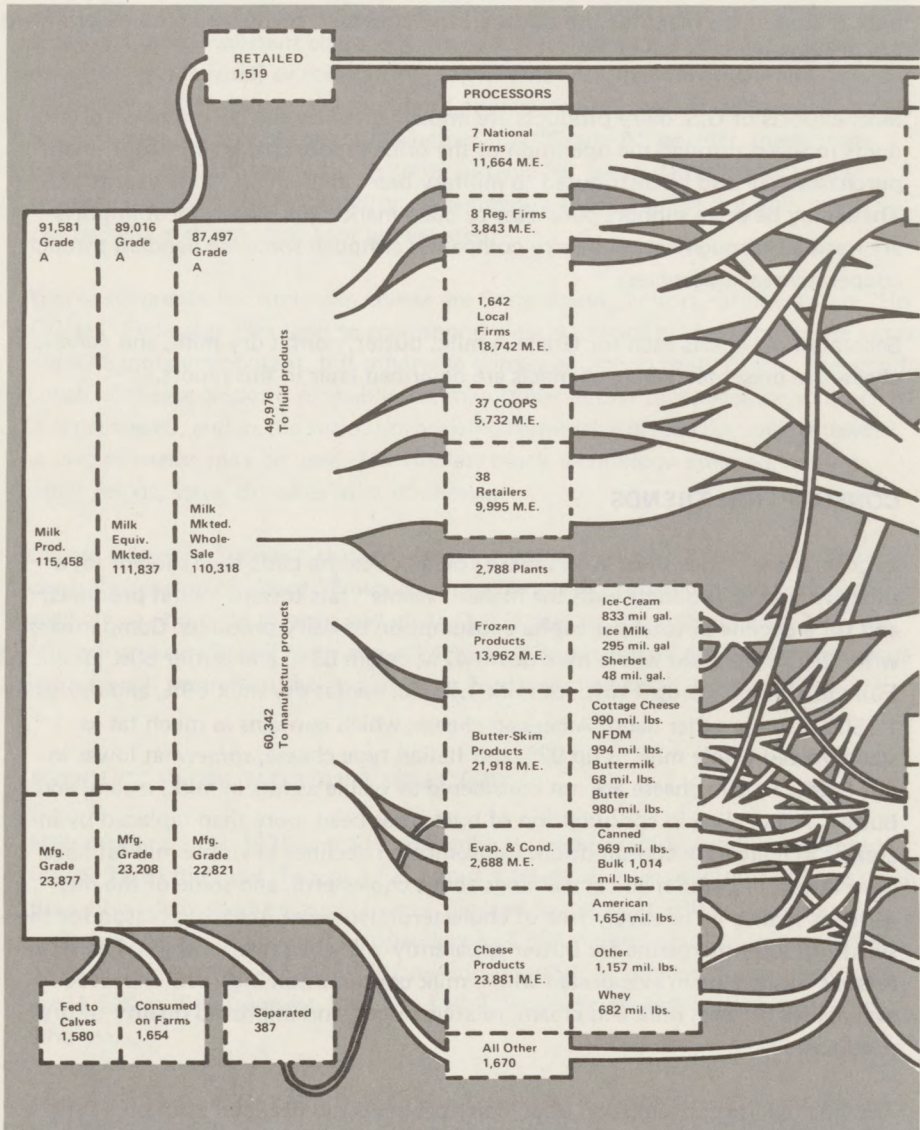 RETAILED
1,519
PROCESSORS
7 National
Firms
11,664 M.E.
8 Reg. Firms
3,843 M.E.
1,642
Local
Firms
18,742 M.E.
37 COOPS
5,732 M.E.
38
Retailers
9,995 M.E.
91,581
Grade
A
89,016
Grade
A
87,497
Grade
A
49,976
To fluid products
Milk
Prod.
115,458
Milk
Equiv.
Mkted.
111,837
Milk
Mkted.
Whole-
Sale
110,318
60,342
To manufacture products
Mfg.
Grade
23,877
Mfg.
Grade
23,208
Mfg.
Grade
22,821
Fed to
Calves
1,580
Consumed
on Farms
1,654
Separated
387
2,788 Plants
Frozen
Products
13,962 M.E.
Ice-Cream
833 mil gal.
Ice Milk
295 mil. gal
Sherbet
48 mil. gal.
Butter-Skim
Products
21,918 M.E.
Cottage Cheese
990 mil. lbs.
NFDM
994 mil. lbs.
Buttermilk
68 mil. lbs.
Butter
980 mil. lbs.
Evap. & Cond.
2,688 M.E.
Canned
969 mil. lbs.
Bulk 1,014
mil. lbs.
Cheese
Products
23,881 M.E.
American
1,654 mil. lbs.
Other
1,157 mil. lbs.
Whey
682 mil. lbs.
All Other
1,670